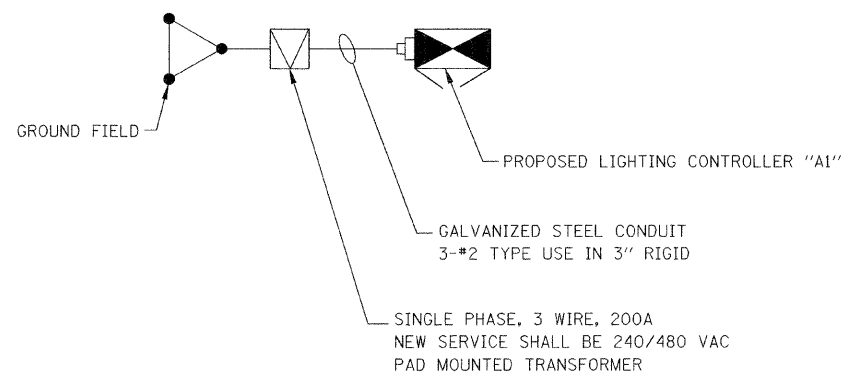 GROUND FIELD
PROPOSED LIGHTING CONTROLLER "A1"
GALVANIZED STEEL CONDUIT
3-#2 TYPE USE IN 3" RIGID
SINGLE PHASE, 3 WIRE, 200A
NEW SERVICE SHALL BE 240/480 VAC
PAD MOUNTED TRANSFORMER